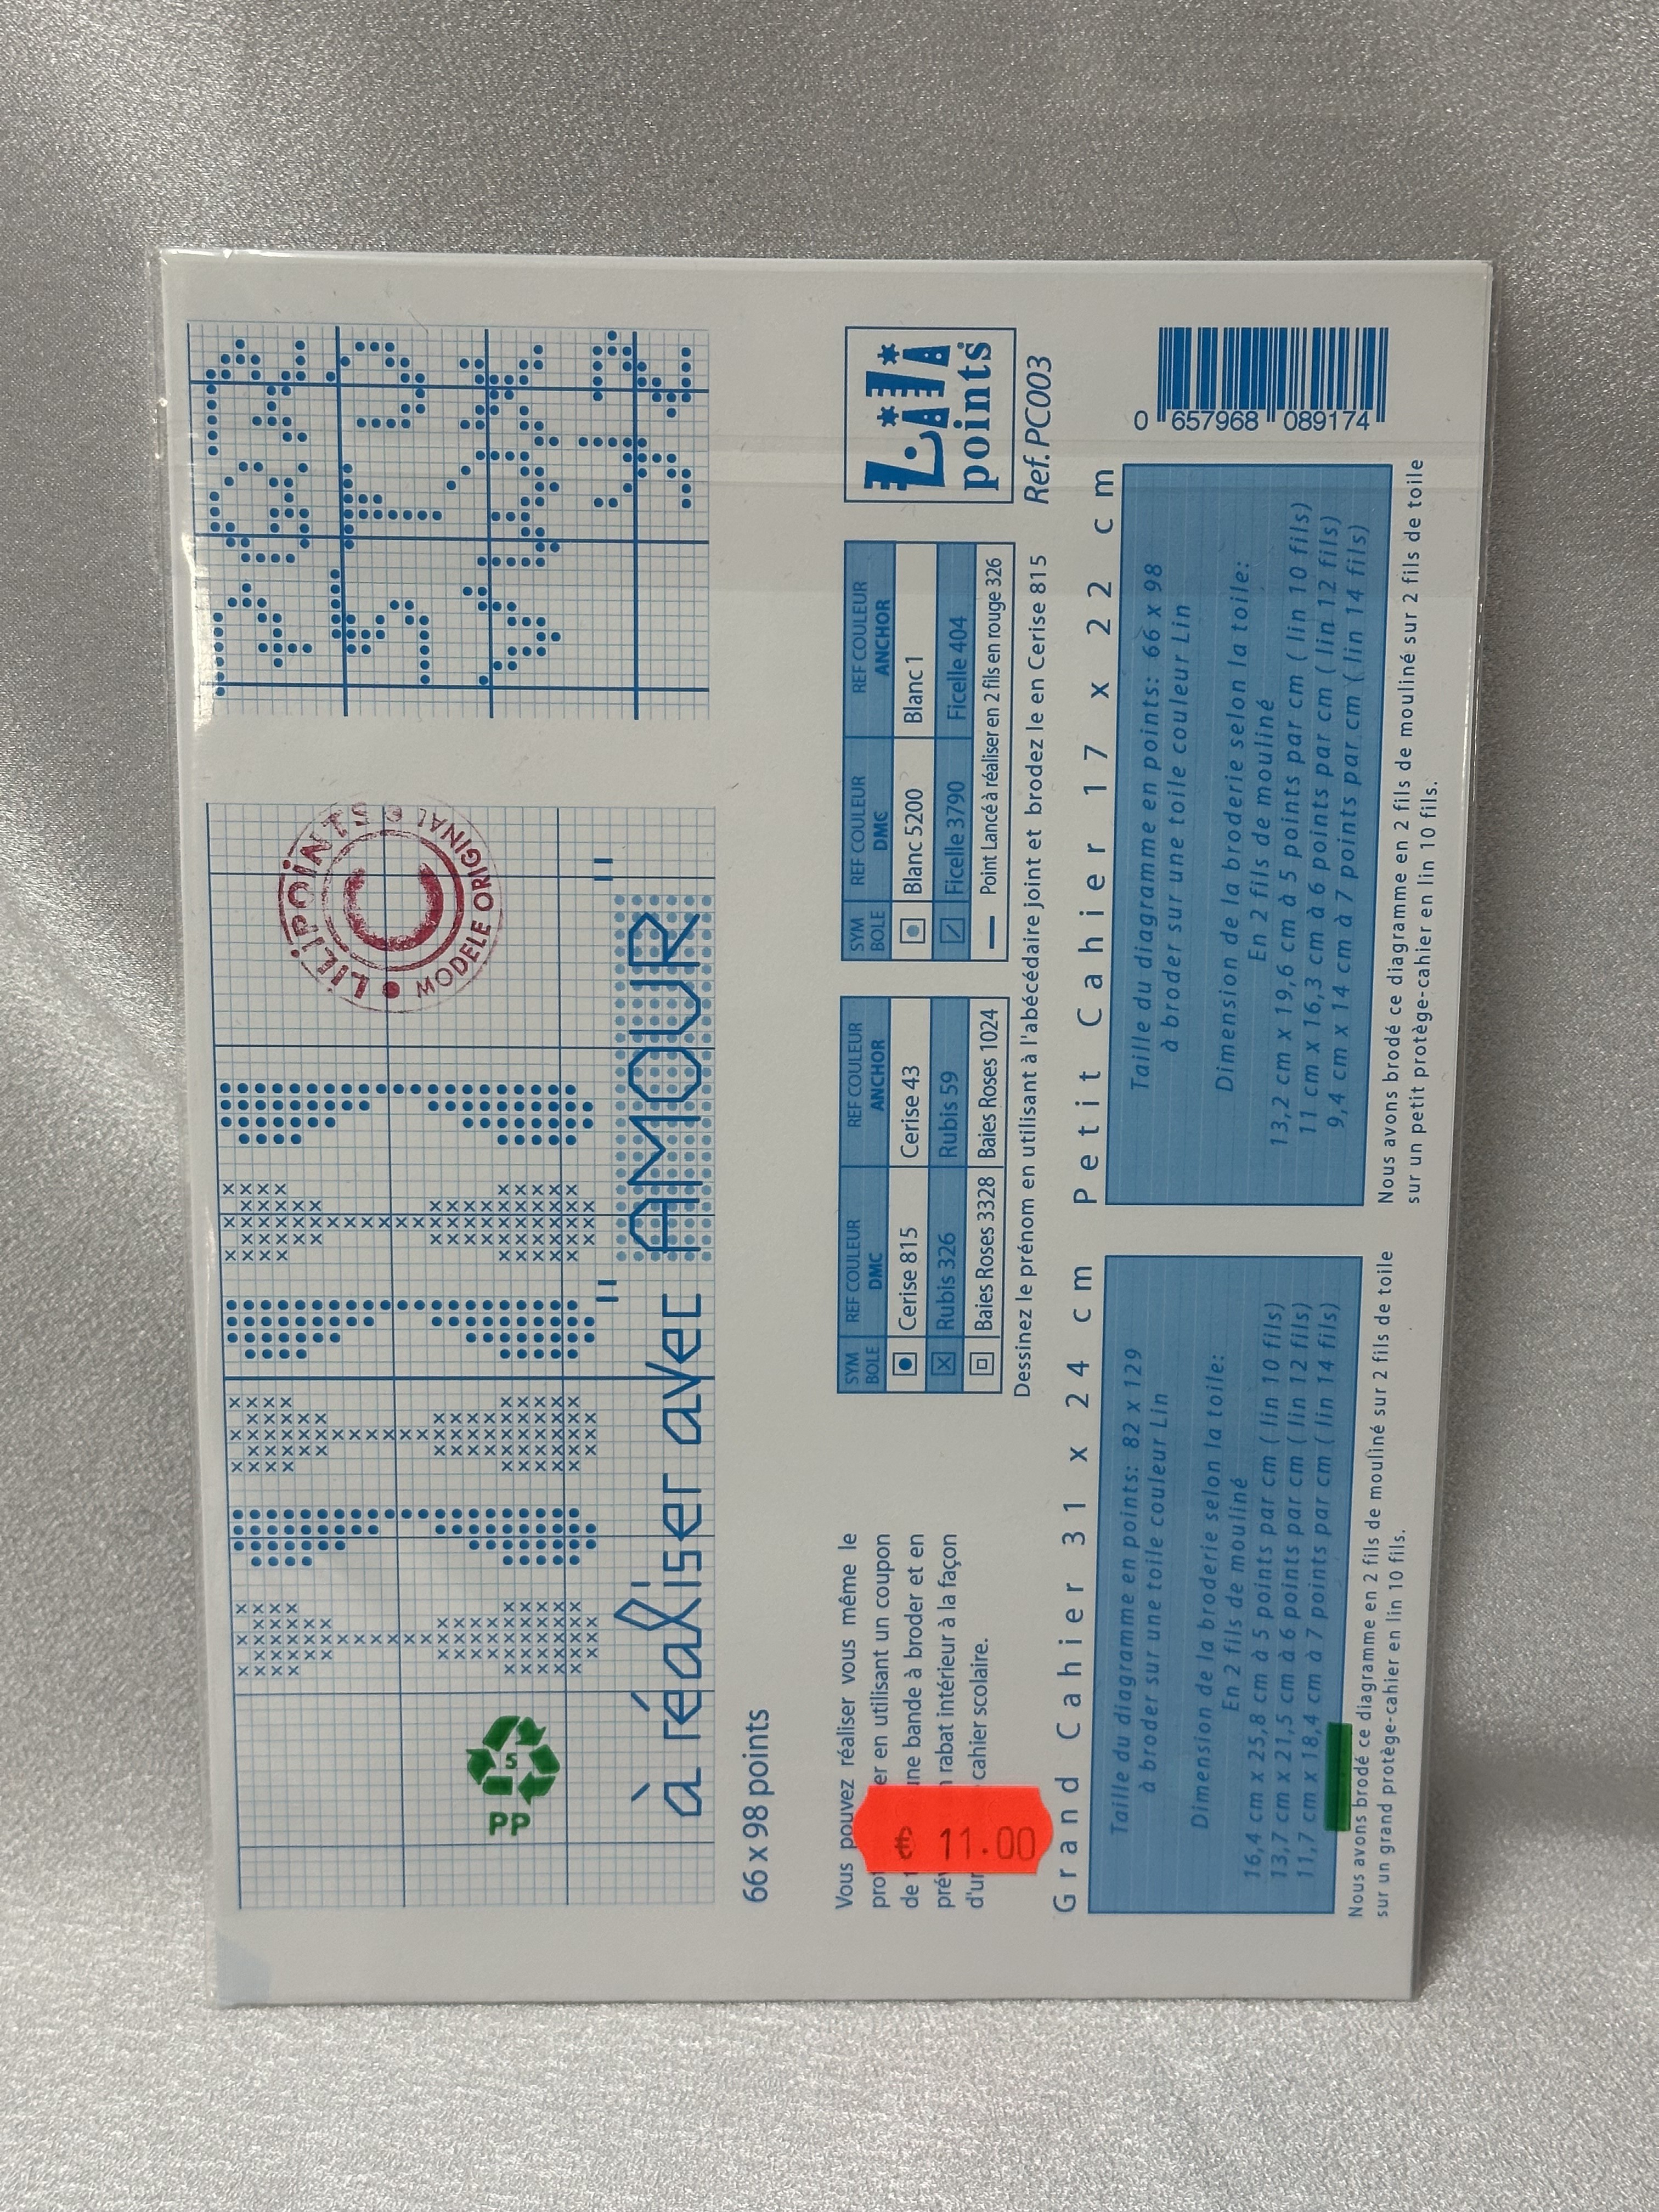 LiLiPOiNTS
MODÈLE ORIGINAL
5
PP
à réaliser avec "AMOUR"
66 x 98 points
Vous pouvez réaliser vous même le
er en utilisant un coupon
de une bande à broder et en
rabat intérieur à la façon
cahier scolaire.
11.00
SYM
BOLE
REF COULEUR
DMC
REF COULEUR
ANCHOR
Cerise 815 Cerise 43
Rubis 326 Rubis 59
Baies Roses 3328 Baies Roses 1024
SYM
BOLE
REF COULEUR
DMC
REF COULEUR
ANCHOR
Blanc 5200 Blanc 1
Ficelle 3790 Ficelle 404
Point Lancé à réaliser en 2 fils en rouge 326
Dessinez le prénom en utilisant à l'abécédaire joint et brodez le en Cerise 815
LiLi
points
Ref. PC003
Grand Cahier 31 x 24 cm
Taille du diagramme en points: 82 x 129
à broder sur une toile couleur Lin
Dimension de la broderie selon la toile:
En 2 fils de mouliné
16,4 cm x 25,8 cm à 5 points par cm ( lin 10 fils)
13,7 cm x 21,5 cm à 6 points par cm ( lin 12 fils)
11,7 cm x 18,4 cm à 7 points par cm ( lin 14 fils)
Nous avons brodé ce diagramme en 2 fils de mouliné sur 2 fils de toile
sur un grand protège-cahier en lin 10 fils.
Petit Cahier 17 x 22 cm
Taille du diagramme en points: 66 x 98
à broder sur une toile couleur Lin
Dimension de la broderie selon la toile:
En 2 fils de mouliné
13,2 cm x 19,6 cm à 5 points par cm ( lin 10 fils)
11 cm x 16,3 cm à 6 points par cm ( lin 12 fils)
9,4 cm x 14 cm à 7 points par cm ( lin 14 fils)
Nous avons brodé ce diagramme en 2 fils de mouliné sur 2 fils de toile
sur un petit protège-cahier en lin 10 fils.
0 657968 089174